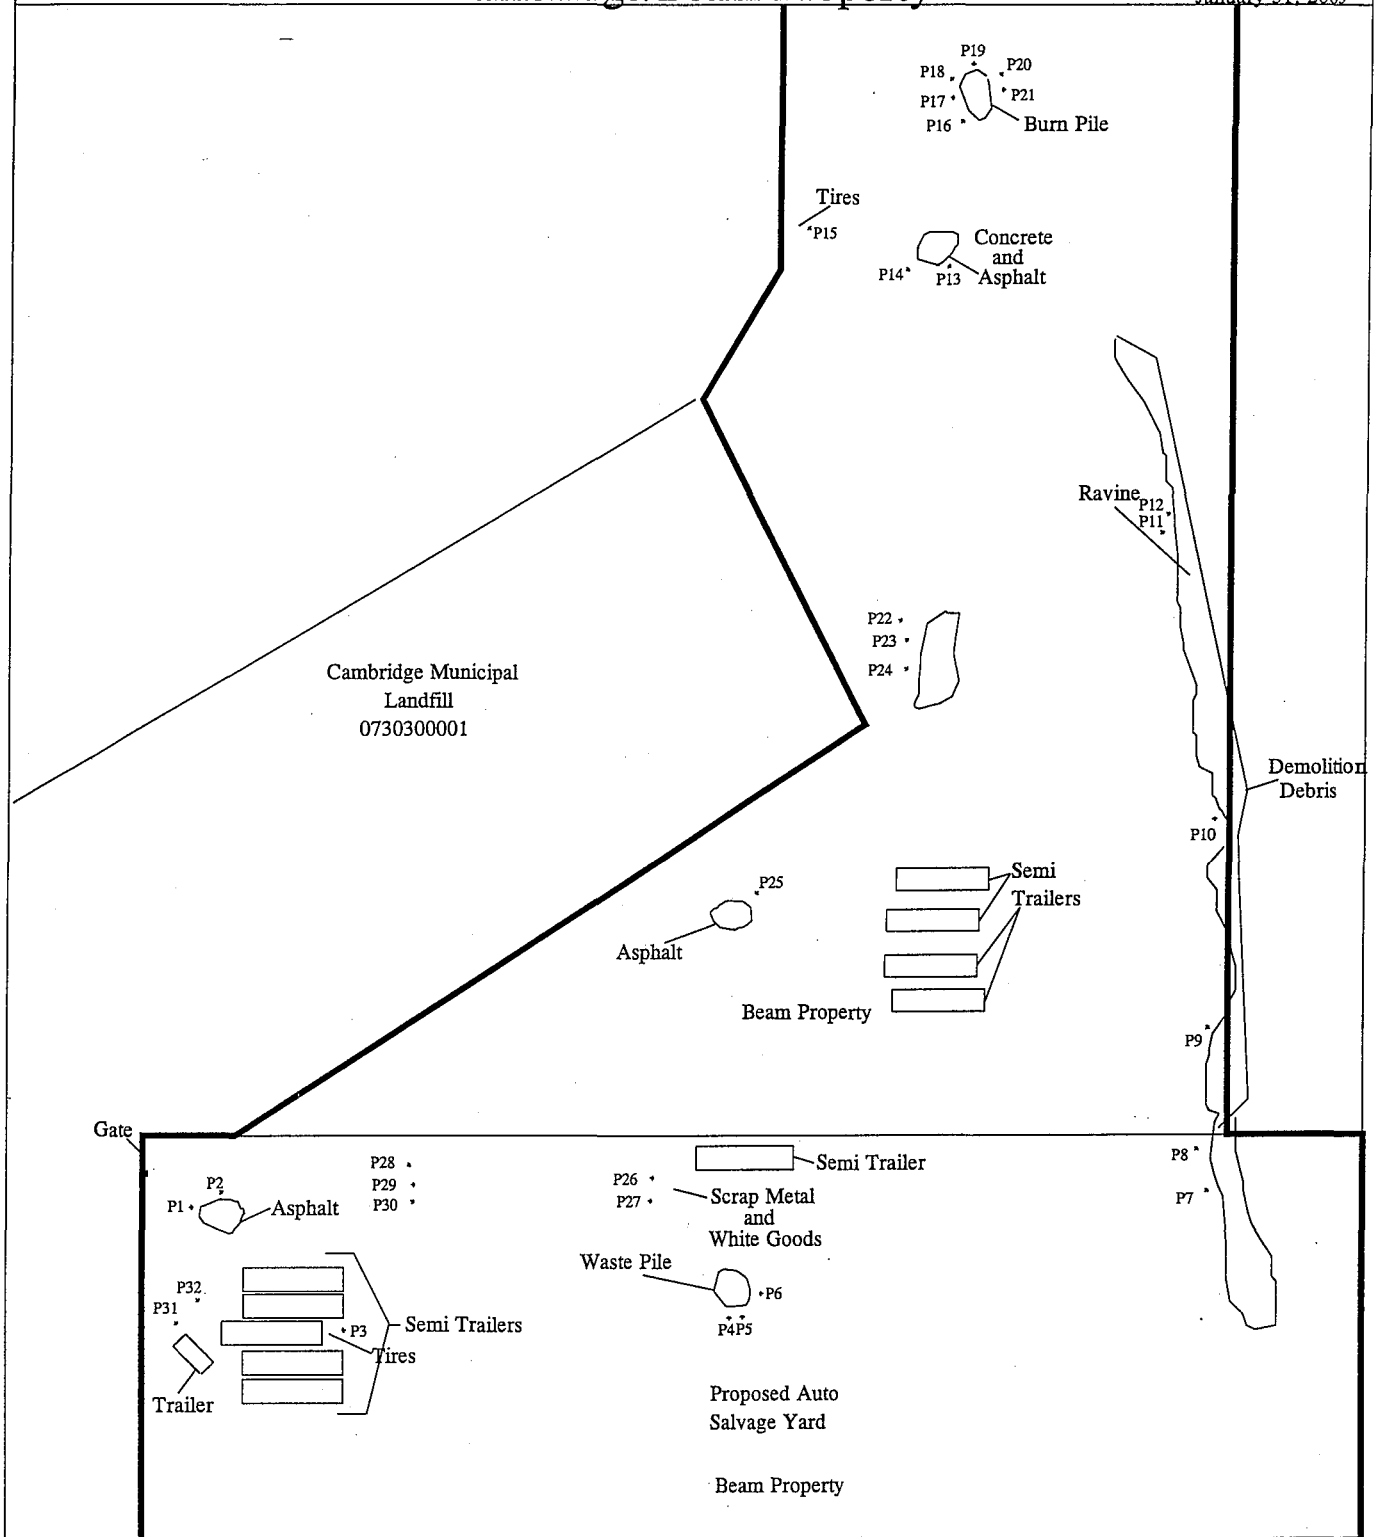 P19
P18
P20
P17
P21
P16
Burn Pile
Tires
P15
Concrete
and
Asphalt
P14
P13
Ravine
P12
P11
P22
P23
P24
Cambridge Municipal
Landfill
0730300001
Demolition
Debris
P10
Semi
Trailers
P25
Asphalt
Beam Property
P9
Gate
P28
P29
P30
P26
P27
Semi Trailer
Scrap Metal
and
White Goods
P8
P7
P2
P1
Asphalt
Waste Pile
P6
P4
P5
P32
P31
P3
Semi Trailers
Tires
Trailer
Proposed Auto
Salvage Yard
Beam Property